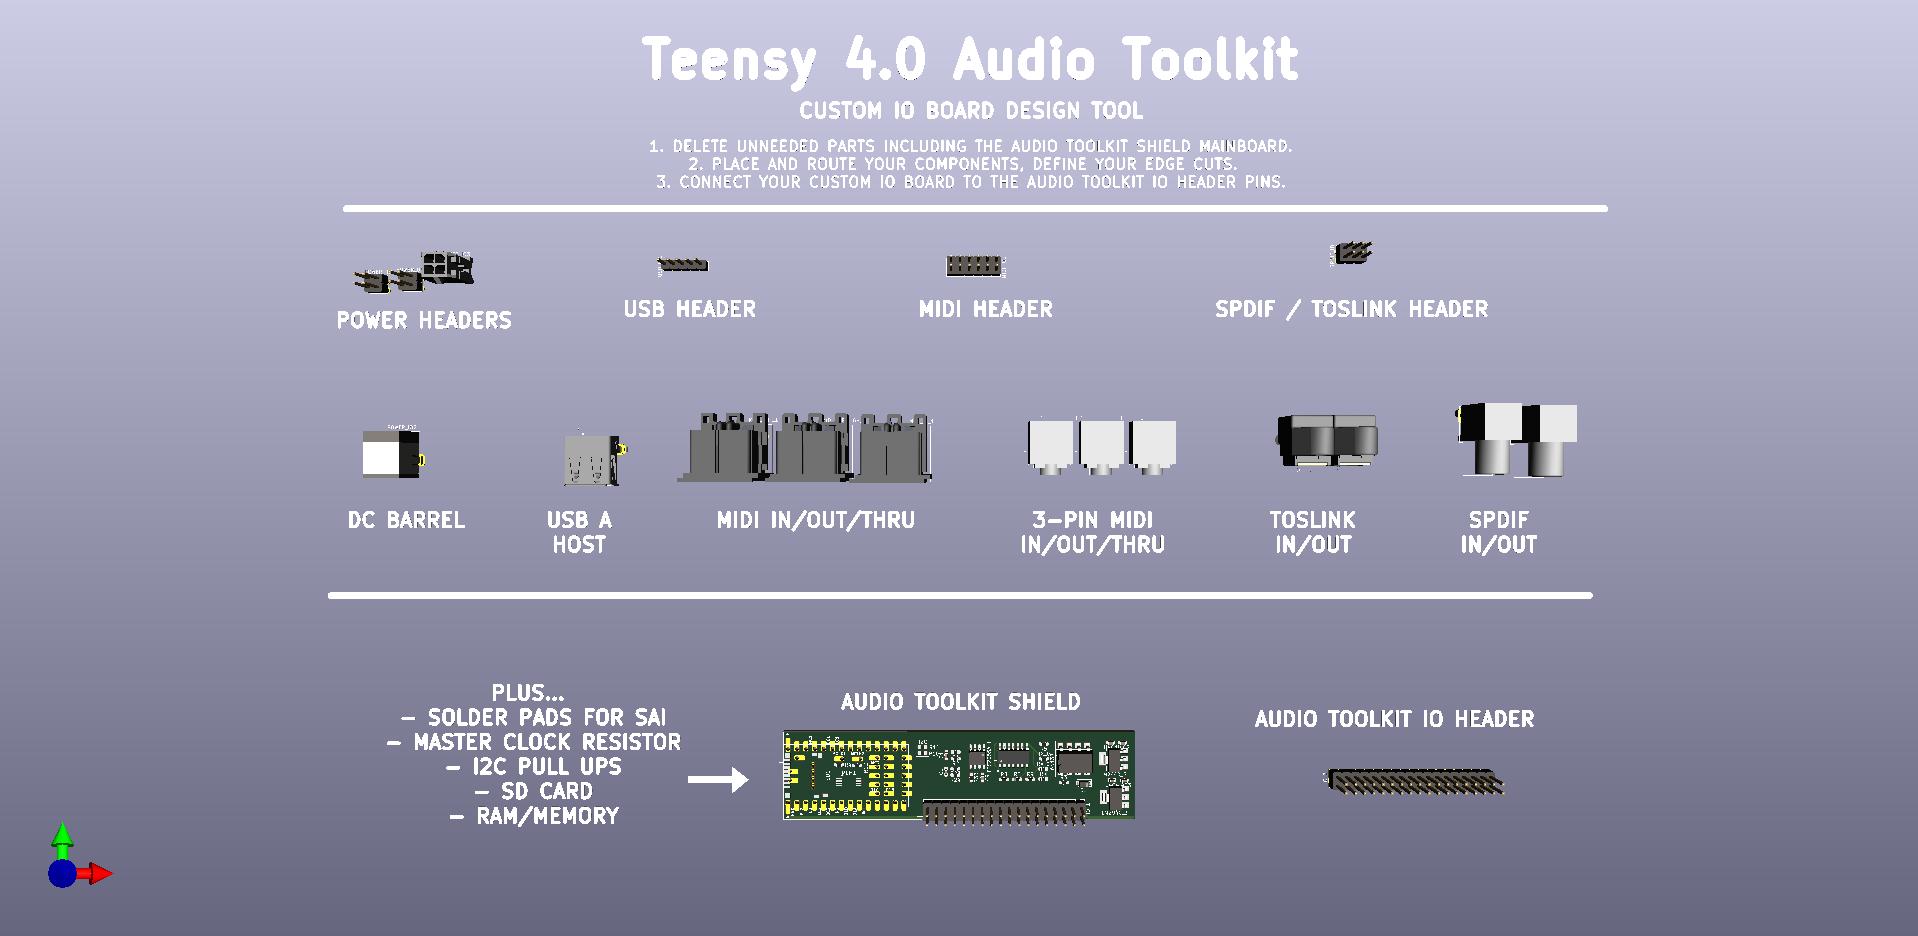 Teensy 4.0 Audio Toolkit
CUSTOM IO BOARD DESIGN TOOL
1. DELETE UNNEEDED PARTS INCLUDING THE AUDIO TOOLKIT SHIELD MAINBOARD.
2. PLACE AND ROUTE YOUR COMPONENTS, DEFINE YOUR EDGE CUTS.
3. CONNECT YOUR CUSTOM IO BOARD TO THE AUDIO TOOLKIT IO HEADER PINS.
POWER HEADERS
USB HEADER
MIDI HEADER
SPDIF / TOSLINK HEADER
DC BARREL
USB A
HOST
MIDI IN/OUT/THRU
3-PIN MIDI
IN/OUT/THRU
TOSLINK
IN/OUT
SPDIF
IN/OUT
PLUS...
- SOLDER PADS FOR SAI
- MASTER CLOCK RESISTOR
- I2C PULL UPS
- SD CARD
- RAM/MEMORY
AUDIO TOOLKIT SHIELD
AUDIO TOOLKIT IO HEADER